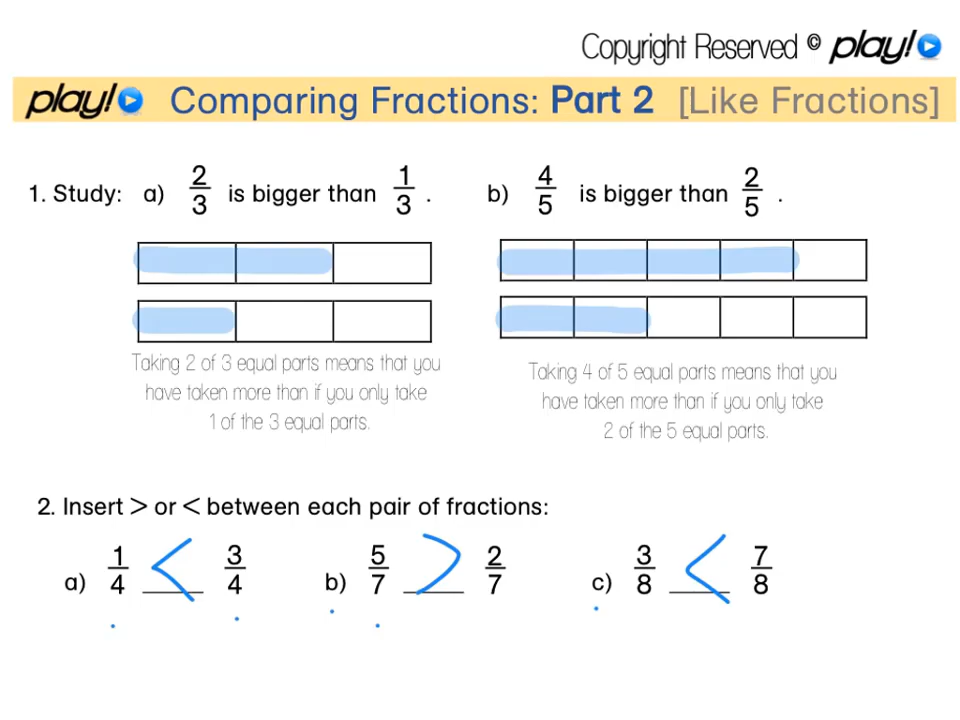 Copyright Reserved © play!
play! Comparing Fractions: Part 2 [Like Fractions]
1. Study: a) 2/3 is bigger than 1/3 . b) 4/5 is bigger than 2/5 .
Taking 2 of 3 equal parts means that you
have taken more than if you only take
1 of the 3 equal parts.
Taking 4 of 5 equal parts means that you
have taken more than if you only take
2 of the 5 equal parts.
2. Insert > or < between each pair of fractions:
a) 1/4 < 3/4 b) 5/7 > 2/7 c) 3/8 < 7/8